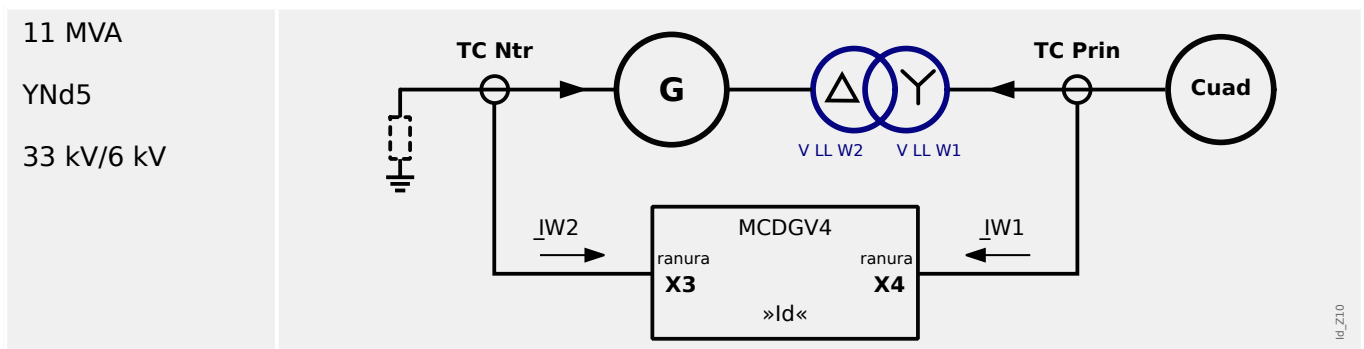 11 MVA
YNd5
33 kV/6 kV
TC Ntr
TC Prin
G
Cuad
V LL W2
V LL W1
_IW2
_IW1
MCDGV4
ranura
ranura
X3
X4
»Id«
Id_Z10